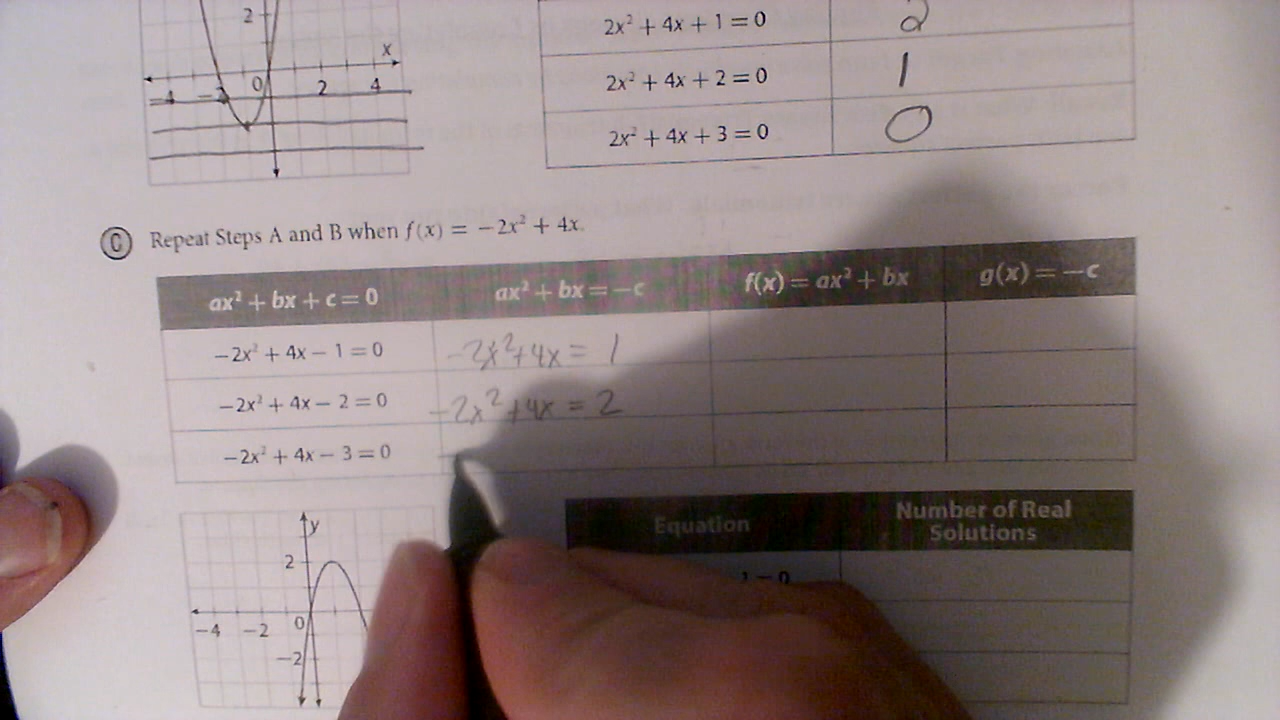 2
x
-4 -2 0 2 4
2x² + 4x + 1 = 0 2
2x² + 4x + 2 = 0 1
2x² + 4x + 3 = 0 0
C Repeat Steps A and B when f(x) = −2x² + 4x.
ax² + bx + c = 0 ax² + bx = −c f(x) = ax² + bx g(x) = −c
−2x² + 4x − 1 = 0 -2x² + 4x = 1
−2x² + 4x − 2 = 0 -2x² + 4x = 2
−2x² + 4x − 3 = 0
y
2
−4 −2 0
−2
Equation Number of Real
Solutions